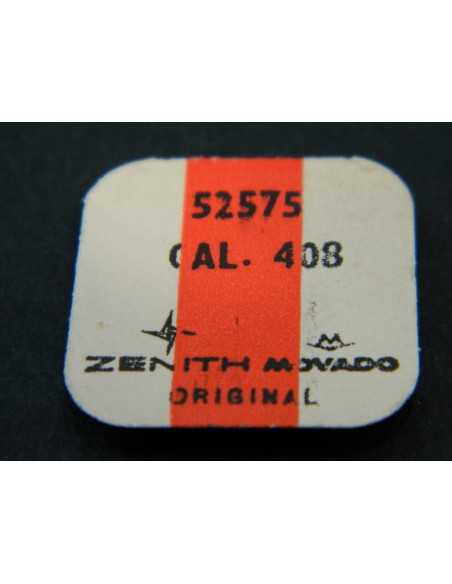 52575
CAL. 408
ZENITH MOVADO
ORIGINAL